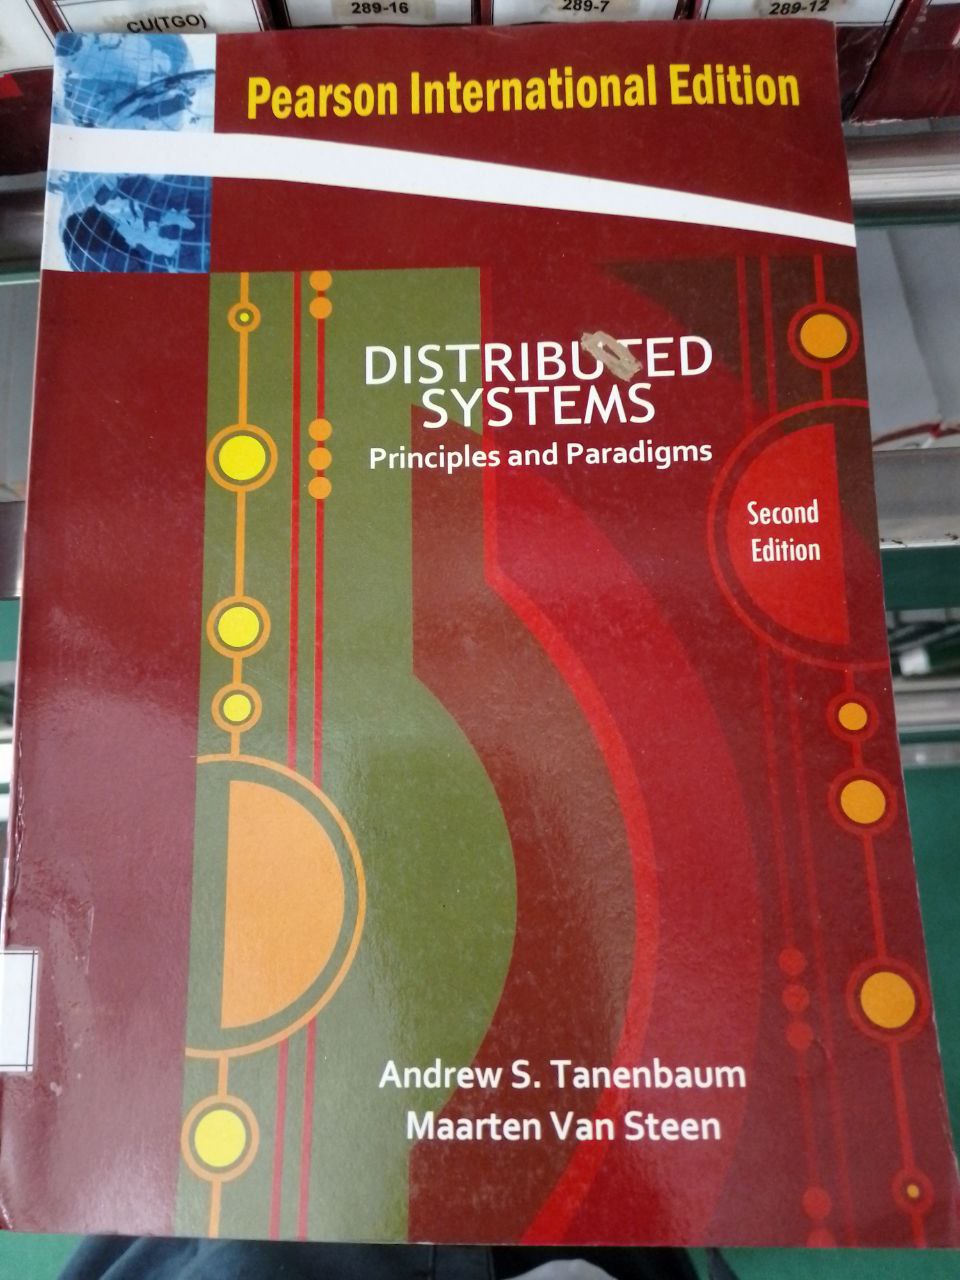 CU(TGO)
289-16
289-7
289-12
Pearson International Edition
DISTRIBUTED
SYSTEMS
Principles and Paradigms
Second
Edition
Andrew S. Tanenbaum
Maarten Van Steen